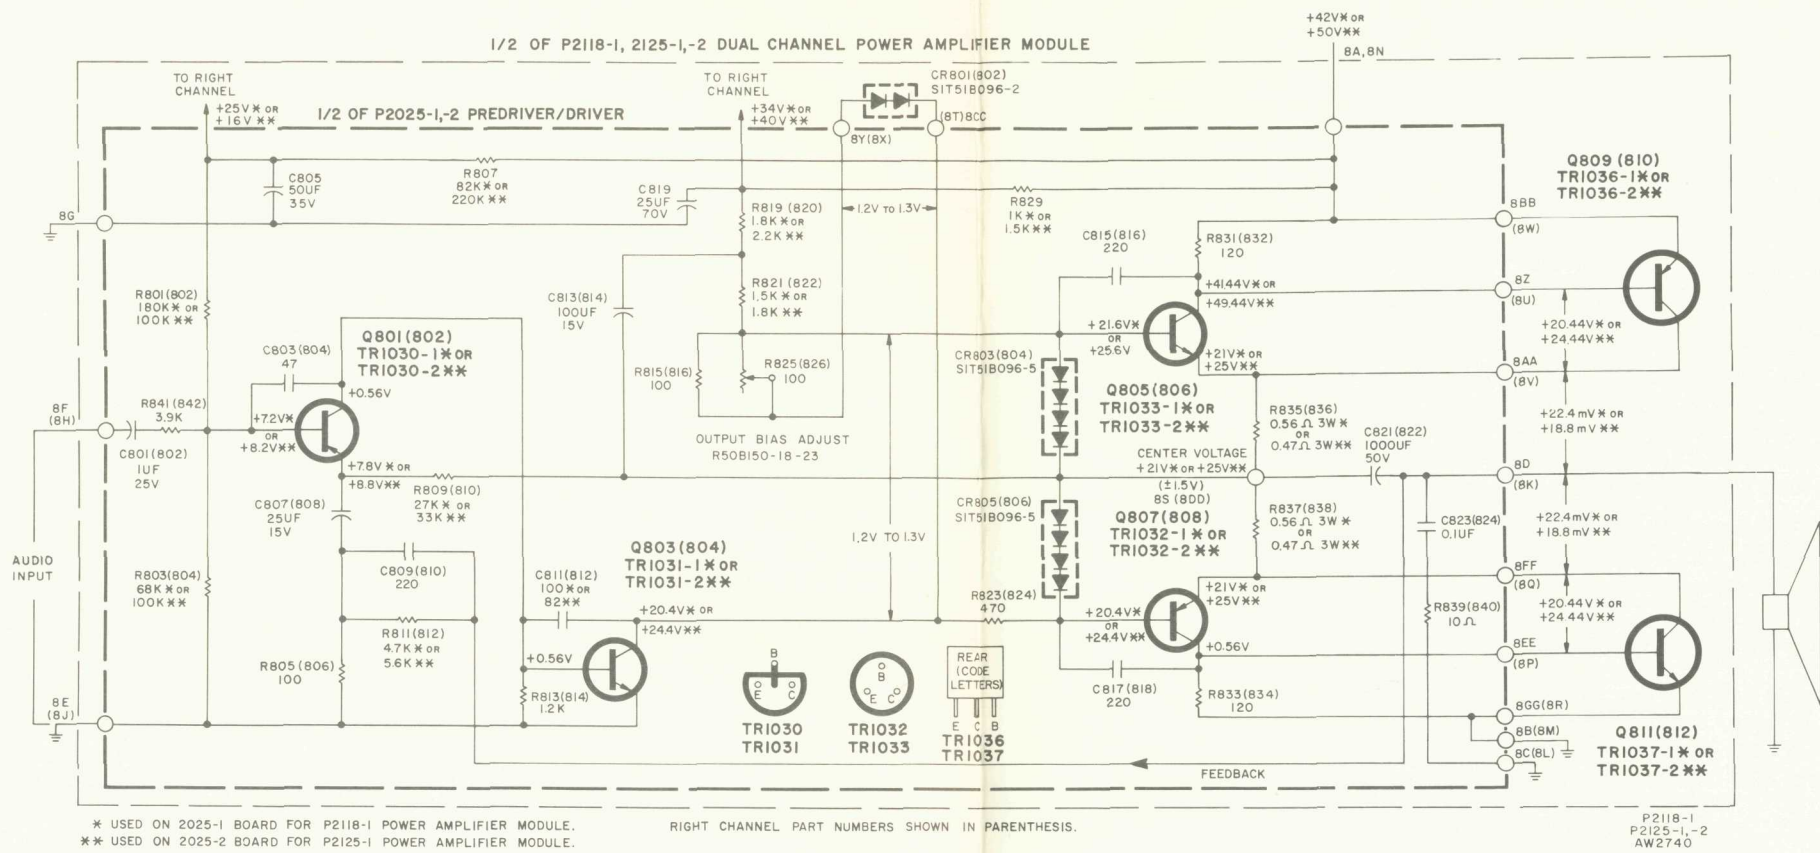 1/2 OF P2118-1, 2125-1,-2 DUAL CHANNEL POWER AMPLIFIER MODULE
+42V* OR
+50V**
8A,8N
TO RIGHT
CHANNEL
+25V* OR
+16V**
1/2 OF P2025-1,-2 PREDRIVER/DRIVER
TO RIGHT
CHANNEL
+34V* OR
+40V**
CR801(802)
SIT51B096-2
8Y(8X)
(8T)8CC
C805
50UF
35V
R807
82K* OR
220K**
C819
25UF
70V
R819 (820)
1.8K* OR
2.2K**
1.2V TO 1.3V
R829
1K* OR
1.5K**
8G
Q809 (810)
TR1036-1* OR
TR1036-2**
8BB
(8W)
C815(816)
220
R831(832)
120
R801(802)
180K* OR
100K**
C813(814)
100UF
15V
R821 (822)
1.5K* OR
1.8K**
+41.44V* OR
+49.44V**
8Z
(8U)
Q801(802)
TR1030-1* OR
TR1030-2**
C803(804)
47
+21.6V*
OR
+25.6V
+20.44V* OR
+24.44V**
R815(816)
100
R825(826)
100
CR803(804)
SIT51B096-5
+21V* OR
+25V**
8AA
(8V)
+0.56V
8F
(8H)
R841(842)
3.9K
+7.2V*
OR
+8.2V**
Q805(806)
TR1033-1* OR
TR1033-2**
R835(836)
0.56Ω 3W*
OR
0.47Ω 3W**
C821(822)
1000UF
50V
+22.4mV* OR
+18.8mV**
OUTPUT BIAS ADJUST
R50B150-18-23
C801(802)
1UF
25V
+7.8V* OR
+8.8V**
R809(810)
27K* OR
33K**
CENTER VOLTAGE
+21V* OR +25V**
(±1.5V)
8S (8DD)
8D
(8K)
C807(808)
25UF
15V
CR805(806)
SIT51B096-5
Q807(808)
TR1032-1* OR
TR1032-2**
R837(838)
0.56Ω 3W*
OR
0.47Ω 3W**
C823(824)
0.1UF
+22.4mV* OR
+18.8mV**
AUDIO
INPUT
1.2V TO 1.3V
Q803(804)
TR1031-1* OR
TR1031-2**
C809(810)
220
R803(804)
68K* OR
100K**
C811(812)
100* OR
82**
R823(824)
470
+21V* OR
+25V**
8FF
(8Q)
+20.4V* OR
+24.4V**
+20.4V*
OR
+24.4V**
R839(840)
10Ω
+20.44V* OR
+24.44V**
R811(812)
4.7K* OR
5.6K**
R805(806)
100
+0.56V
+0.56V
8EE
(8P)
R813(814)
1.2K
B
E C
TR1030
TR1031
B
E C
TR1032
TR1033
REAR
(CODE
LETTERS)
E C B
TR1036
TR1037
C817(818)
220
R833(834)
120
8E
(8J)
8GG(8R)
8B(8M)
8C(8L)
Q811(812)
TR1037-1* OR
TR1037-2**
FEEDBACK
* USED ON 2025-1 BOARD FOR P2118-1 POWER AMPLIFIER MODULE.
** USED ON 2025-2 BOARD FOR P2125-1 POWER AMPLIFIER MODULE.
RIGHT CHANNEL PART NUMBERS SHOWN IN PARENTHESIS.
P2118-1
P2125-1,-2
AW2740